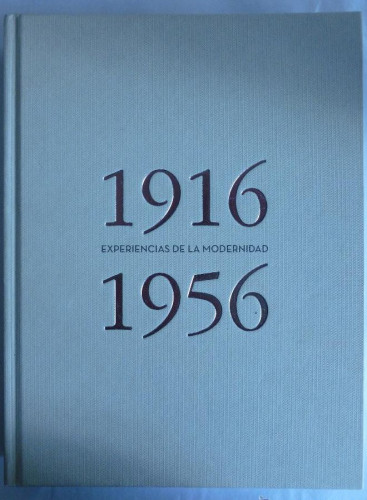 1916
EXPERIENCIAS DE LA MODERNIDAD
1956